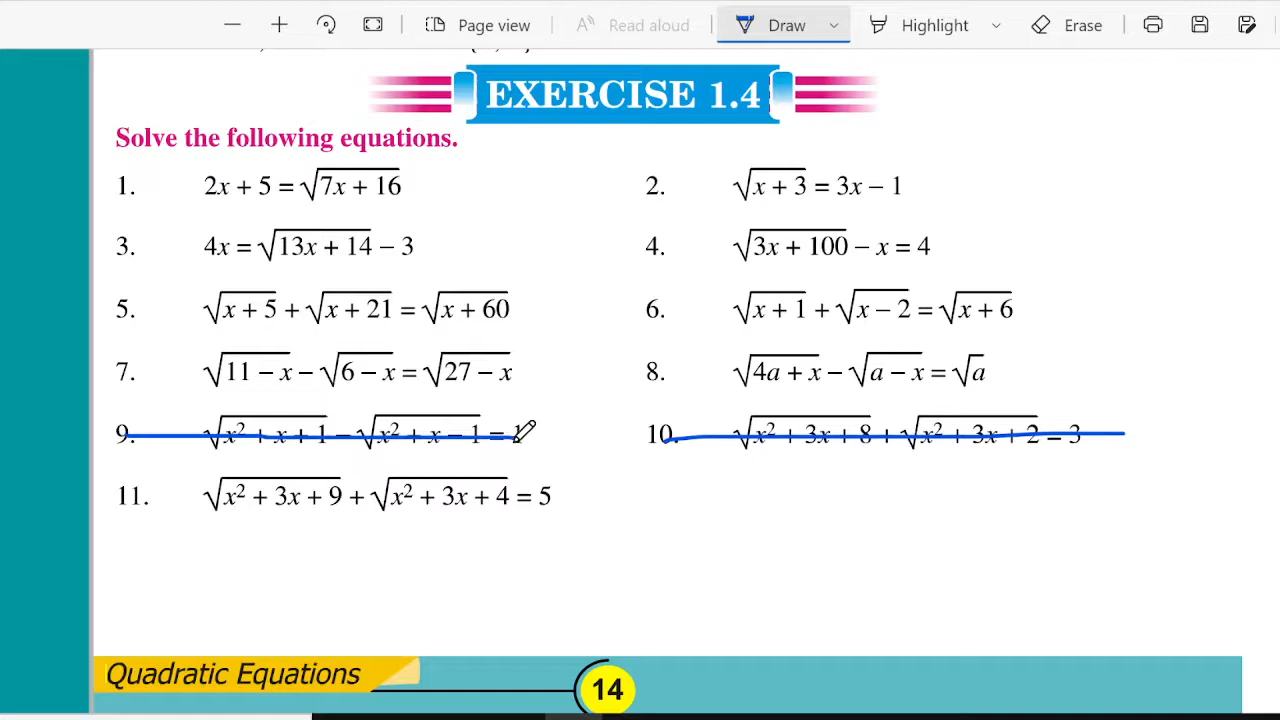 Page view Read aloud Draw Highlight Erase
EXERCISE 1.4
Solve the following equations.
1. 2x + 5 = √(7x + 16) 2. √(x + 3) = 3x − 1
3. 4x = √(13x + 14) − 3 4. √(3x + 100) − x = 4
5. √(x + 5) + √(x + 21) = √(x + 60) 6. √(x + 1) + √(x − 2) = √(x + 6)
7. √(11 − x) − √(6 − x) = √(27 − x) 8. √(4a + x) − √(a − x) = √a
9. √(x² + x + 1) − √(x² + x − 1) = 1 10. √(x² + 3x + 8) + √(x² + 3x + 2) = 3
11. √(x² + 3x + 9) + √(x² + 3x + 4) = 5
Quadratic Equations 14